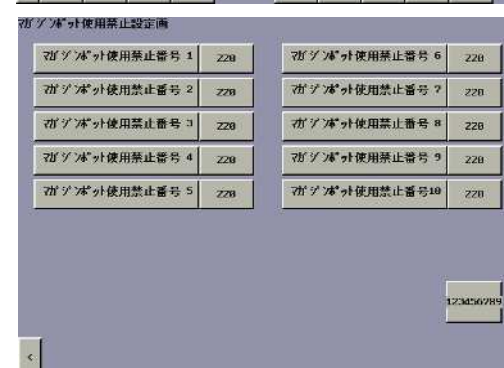 ﾏｶﾞｼﾞﾝﾎﾟｯﾄ使用禁止設定画
ﾏｶﾞｼﾞﾝﾎﾟｯﾄ使用禁止番号 1 220
ﾏｶﾞｼﾞﾝﾎﾟｯﾄ使用禁止番号 6 220
ﾏｶﾞｼﾞﾝﾎﾟｯﾄ使用禁止番号 2 220
ﾏｶﾞｼﾞﾝﾎﾟｯﾄ使用禁止番号 7 220
ﾏｶﾞｼﾞﾝﾎﾟｯﾄ使用禁止番号 3 220
ﾏｶﾞｼﾞﾝﾎﾟｯﾄ使用禁止番号 8 220
ﾏｶﾞｼﾞﾝﾎﾟｯﾄ使用禁止番号 4 220
ﾏｶﾞｼﾞﾝﾎﾟｯﾄ使用禁止番号 9 220
ﾏｶﾞｼﾞﾝﾎﾟｯﾄ使用禁止番号 5 220
ﾏｶﾞｼﾞﾝﾎﾟｯﾄ使用禁止番号10 220
123456789
<